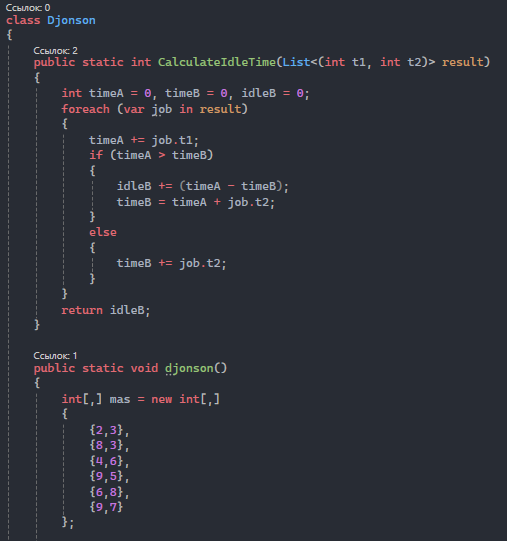 Ссылок: 0
class Djonson
{
Ссылок: 2
public static int CalculateIdleTime(List<(int t1, int t2)> result)
{
int timeA = 0, timeB = 0, idleB = 0;
foreach (var job in result)
{
timeA += job.t1;
if (timeA > timeB)
{
idleB += (timeA - timeB);
timeB = timeA + job.t2;
}
else
{
timeB += job.t2;
}
}
return idleB;
}
Ссылок: 1
public static void djonson()
{
int[,] mas = new int[,]
{
{2,3},
{8,3},
{4,6},
{9,5},
{6,8},
{9,7}
};